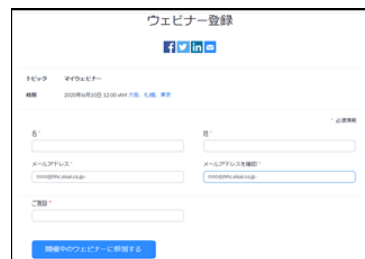 ウェビナー登録
トピック マイウェビナー
時間 2020年6月10日 12:00 AM 大阪、札幌、東京
* 必須情報
名 * 姓 *
メールアドレス * メールアドレスを確認 *
ご施設 *
開催中のウェビナーに参加する